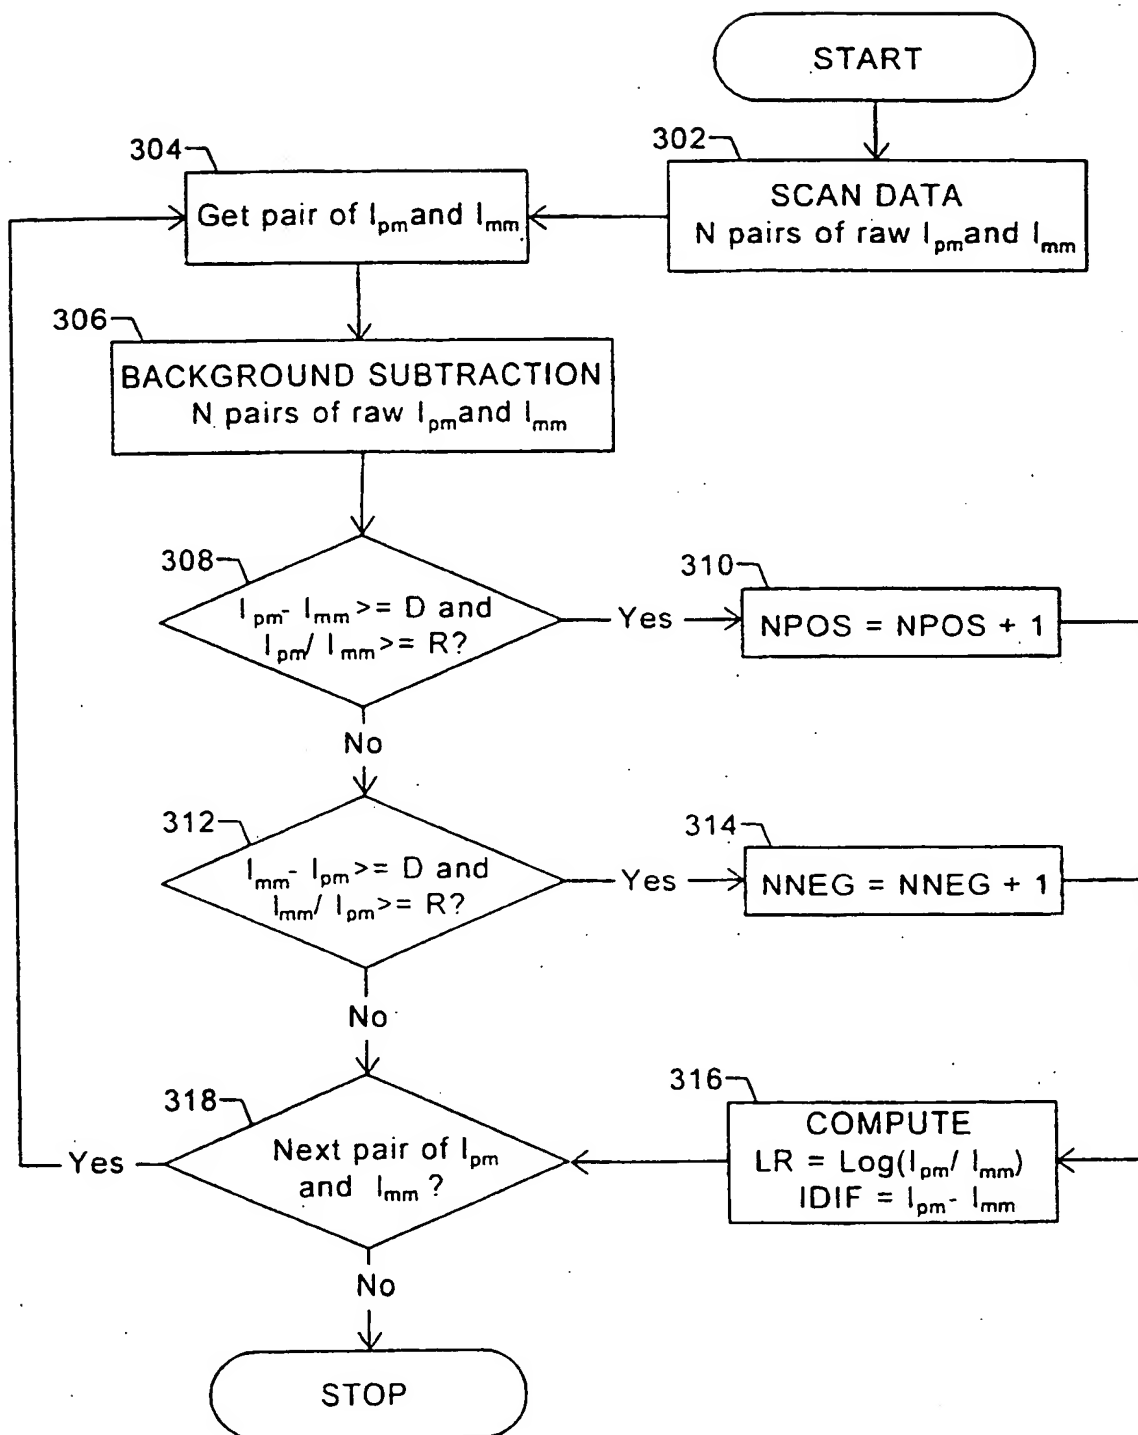 START
302
SCAN DATA
N pairs of raw Ipm and Imm
304
Get pair of Ipm and Imm
306
BACKGROUND SUBTRACTION
N pairs of raw Ipm and Imm
308
Ipm- Imm >= D and
Ipm/ Imm >= R?
Yes
310
NPOS = NPOS + 1
No
312
Imm- Ipm >= D and
Imm/ Ipm >= R?
Yes
314
NNEG = NNEG + 1
No
316
COMPUTE
LR = Log(Ipm/ Imm)
IDIF = Ipm- Imm
318
Next pair of Ipm
and Imm ?
Yes
No
STOP